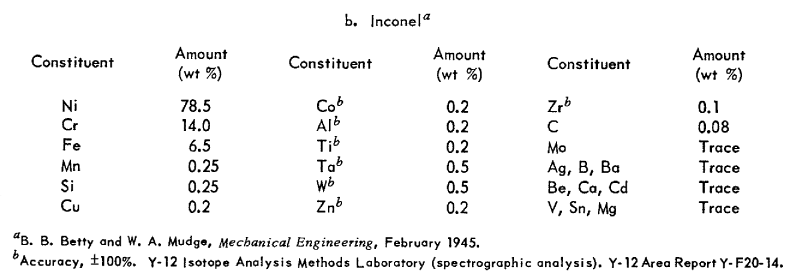 b. Inconel^a
Constituent Amount (wt %) Constituent Amount (wt %) Constituent Amount (wt %)
Ni 78.5 Co^b 0.2 Zr^b 0.1
Cr 14.0 Al^b 0.2 C 0.08
Fe 6.5 Ti^b 0.2 Mo Trace
Mn 0.25 Ta^b 0.5 Ag, B, Ba Trace
Si 0.25 W^b 0.5 Be, Ca, Cd Trace
Cu 0.2 Zn^b 0.2 V, Sn, Mg Trace
^aB. B. Betty and W. A. Mudge, Mechanical Engineering, February 1945.
^bAccuracy, ±100%. Y-12 Isotope Analysis Methods Laboratory (spectrographic analysis). Y-12 Area Report Y-F20-14.